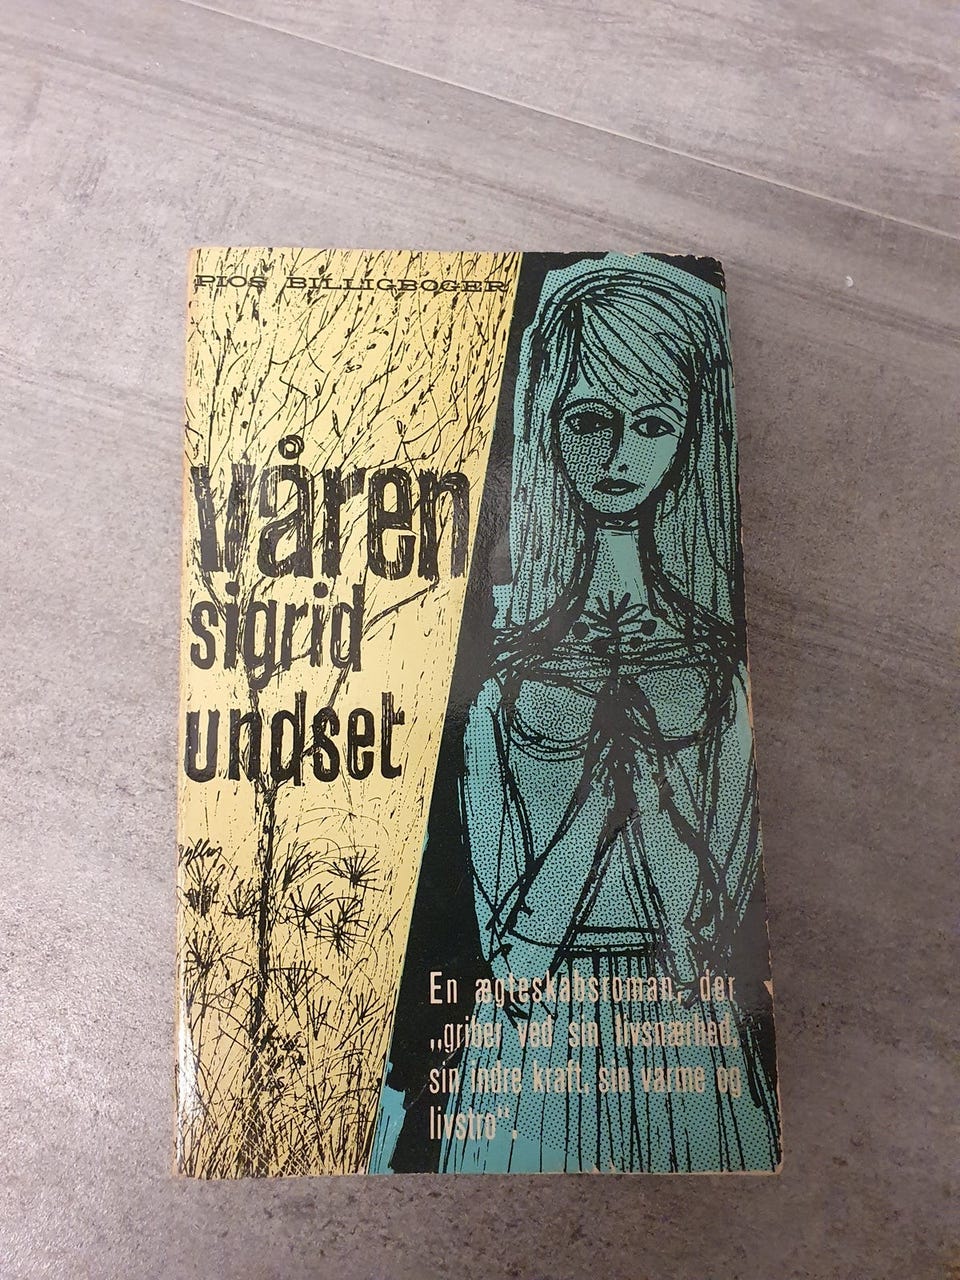 PIOS BILLIGBØGER
våren
sigrid
undset
En ægteskabsroman, der
„griber ved sin livsnærhed,
sin indre kraft, sin varme og
livstro”.